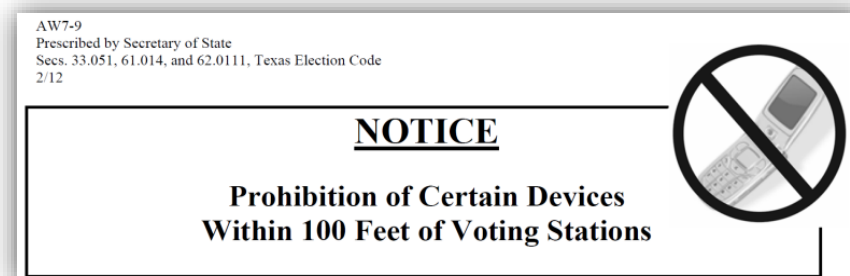 AW7-9
Prescribed by Secretary of State
Secs. 33.051, 61.014, and 62.0111, Texas Election Code
2/12
NOTICE
Prohibition of Certain Devices
Within 100 Feet of Voting Stations